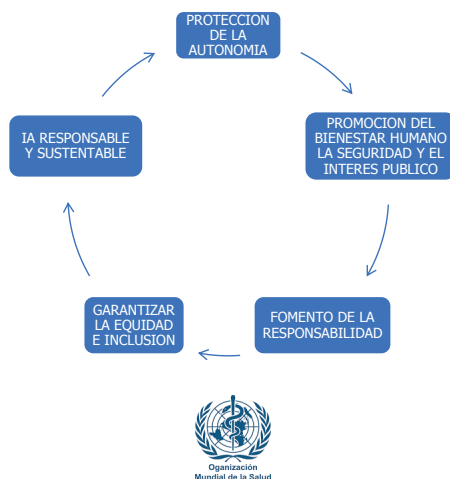 PROTECCION
DE LA
AUTONOMIA
PROMOCION DEL
BIENESTAR HUMANO
LA SEGURIDAD Y EL
INTERES PUBLICO
FOMENTO DE LA
RESPONSABILIDAD
GARANTIZAR
LA EQUIDAD
E INCLUSION
IA RESPONSABLE
Y SUSTENTABLE
Oganización
Mundial de la Salud